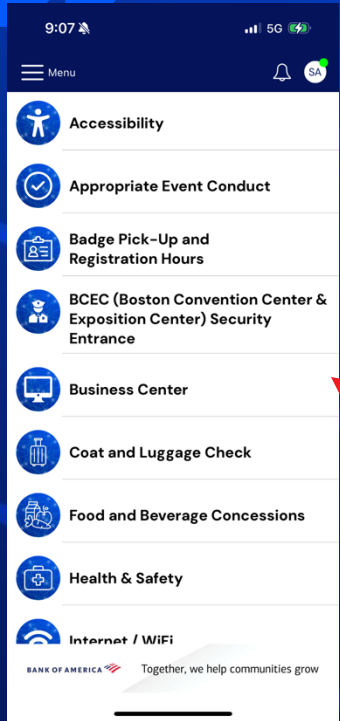 9:07
5G
Menu
SA
Accessibility
Appropriate Event Conduct
Badge Pick-Up and
Registration Hours
BCEC (Boston Convention Center &
Exposition Center) Security
Entrance
Business Center
Coat and Luggage Check
Food and Beverage Concessions
Health & Safety
Internet / WiFi
BANK OF AMERICA
Together, we help communities grow